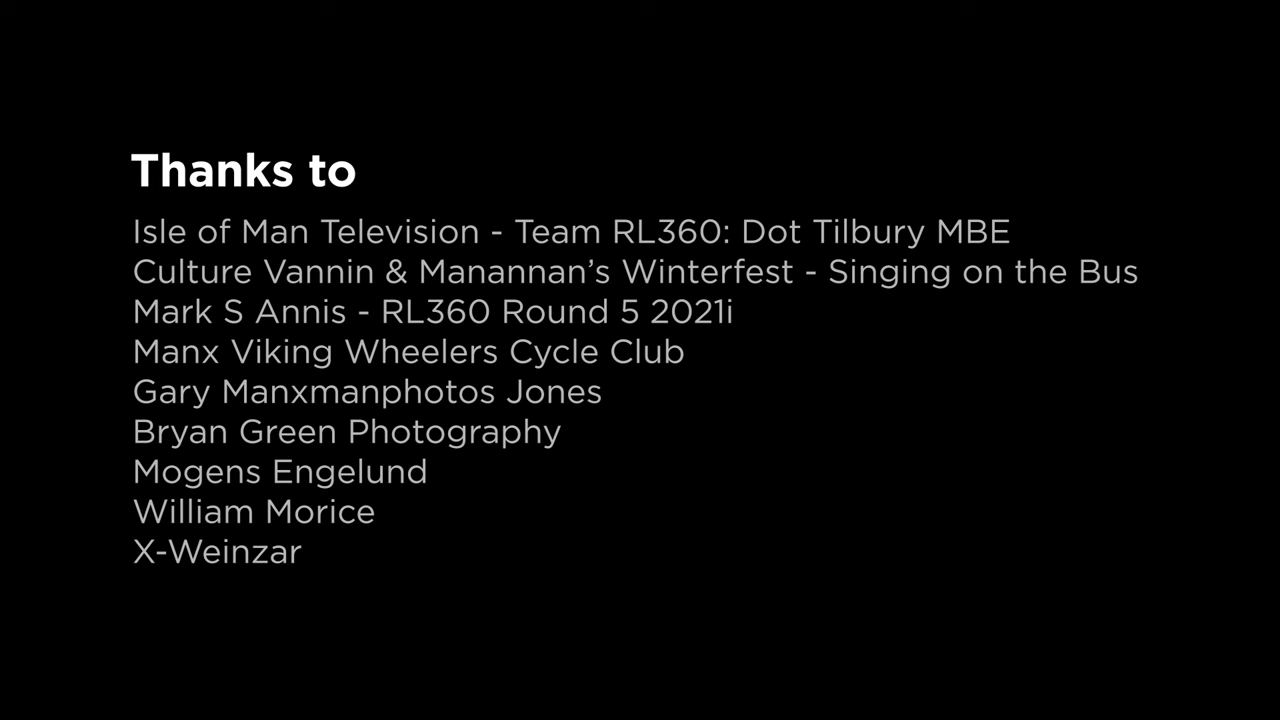 Thanks to
Isle of Man Television - Team RL360: Dot Tilbury MBE
Culture Vannin & Manannan’s Winterfest - Singing on the Bus
Mark S Annis - RL360 Round 5 2021i
Manx Viking Wheelers Cycle Club
Gary Manxmanphotos Jones
Bryan Green Photography
Mogens Engelund
William Morice
X-Weinzar